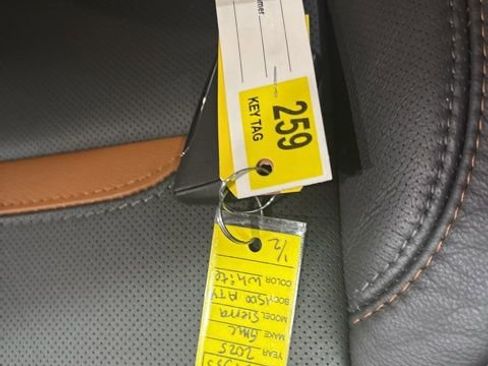 KEY TAG
259
YEAR 2025
MAKE GMC
MODEL Sierra
BODY 1500 AT4
COLOR White
1/2